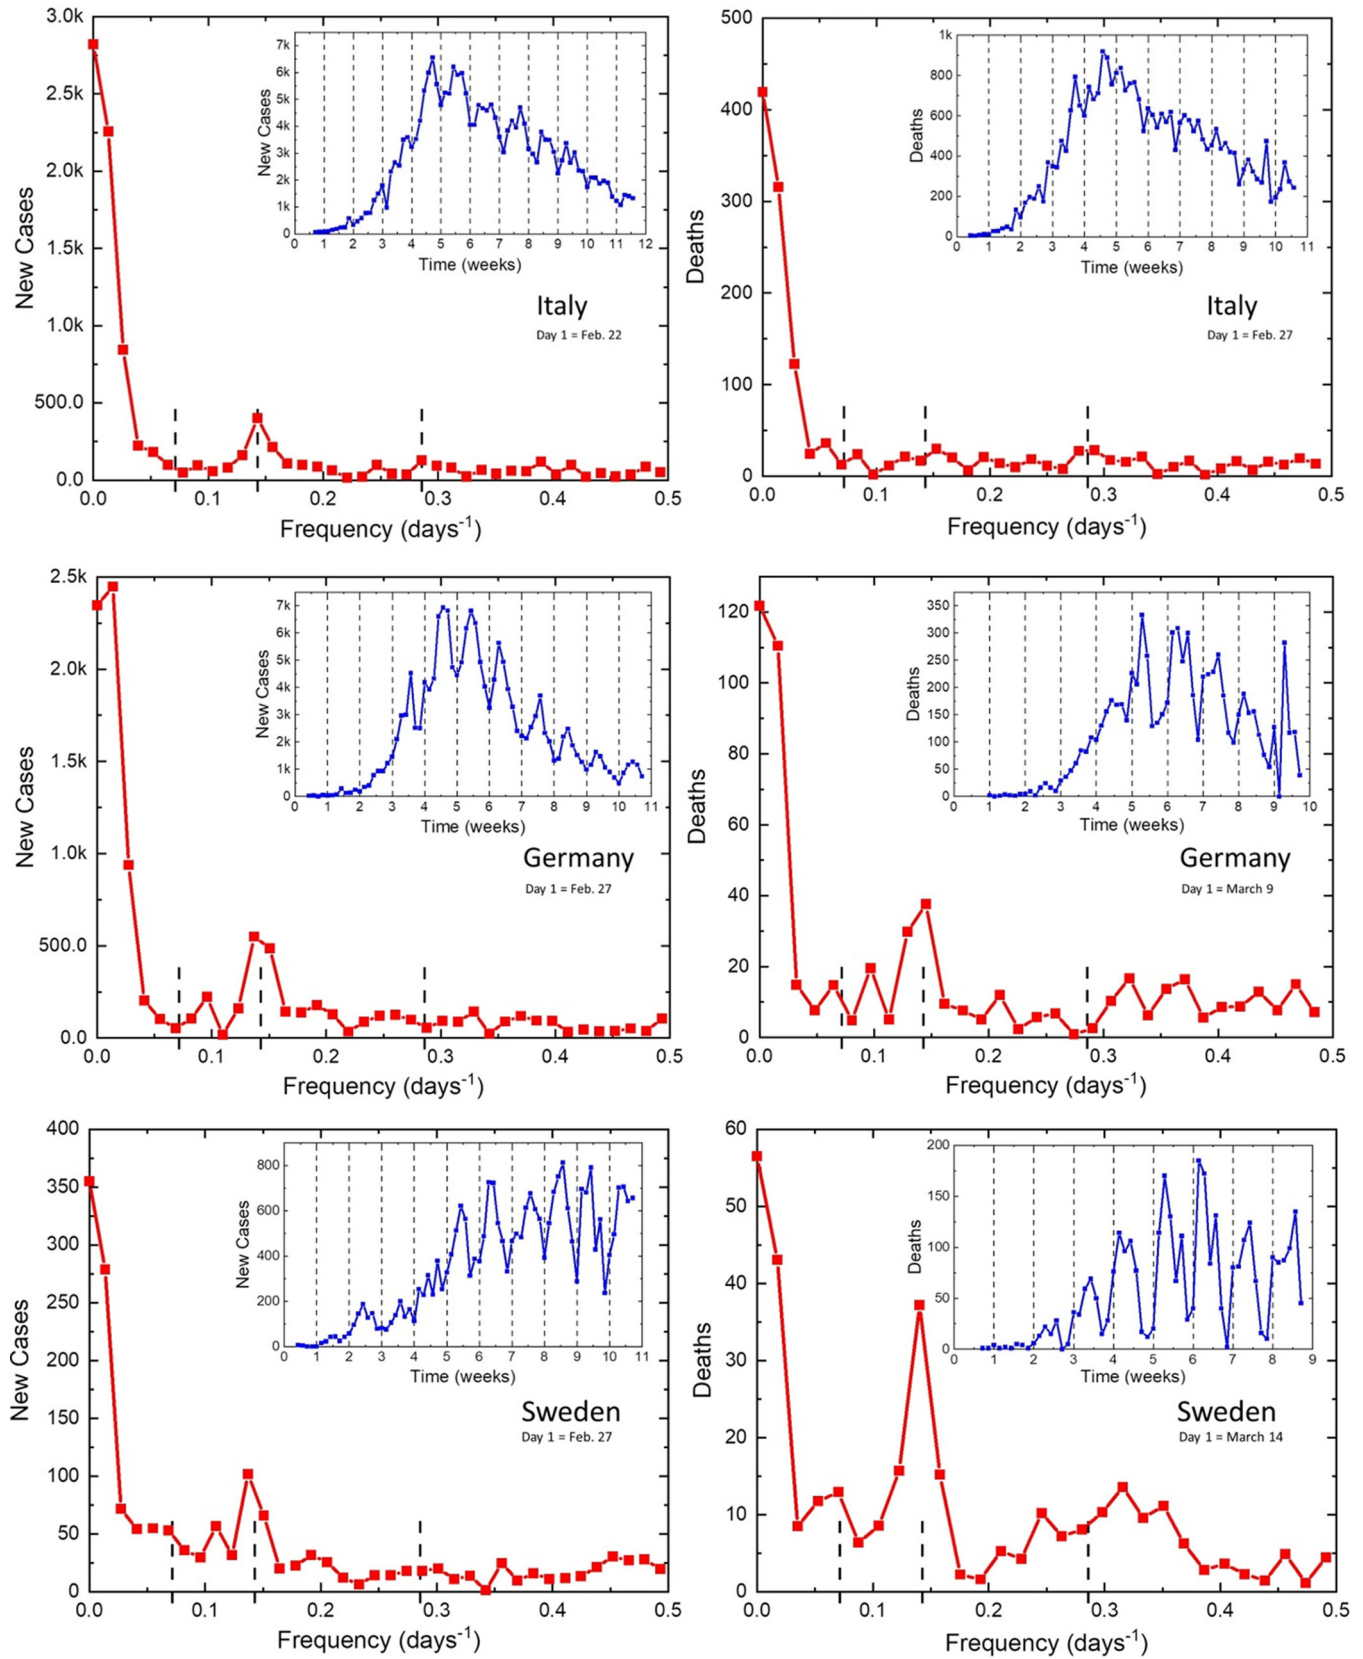 3.0k
2.5k
2.0k
1.5k
1.0k
500.0
0.0
New Cases
0.0 0.1 0.2 0.3 0.4 0.5
Frequency (days-1)
7k
6k
5k
4k
3k
2k
1k
0
New Cases
0 1 2 3 4 5 6 7 8 9 10 11 12
Time (weeks)
Italy
Day 1 = Feb. 22
500
400
300
200
100
0
Deaths
0.0 0.1 0.2 0.3 0.4 0.5
Frequency (days-1)
1k
800
600
400
200
0
Deaths
0 1 2 3 4 5 6 7 8 9 10 11
Time (weeks)
Italy
Day 1 = Feb. 27
2.5k
2.0k
1.5k
1.0k
500.0
0.0
New Cases
0.0 0.1 0.2 0.3 0.4 0.5
Frequency (days-1)
7k
6k
5k
4k
3k
2k
1k
0
New Cases
0 1 2 3 4 5 6 7 8 9 10 11
Time (weeks)
Germany
Day 1 = Feb. 27
120
100
80
60
40
20
0
Deaths
0.0 0.1 0.2 0.3 0.4 0.5
Frequency (days-1)
350
300
250
200
150
100
50
0
Deaths
0 1 2 3 4 5 6 7 8 9 10
Time (weeks)
Germany
Day 1 = March 9
400
350
300
250
200
150
100
50
0
New Cases
0.0 0.1 0.2 0.3 0.4 0.5
Frequency (days-1)
800
600
400
200
0
New Cases
0 1 2 3 4 5 6 7 8 9 10 11
Time (weeks)
Sweden
Day 1 = Feb. 27
60
50
40
30
20
10
0
Deaths
0.0 0.1 0.2 0.3 0.4 0.5
Frequency (days-1)
200
150
100
50
0
Deaths
0 1 2 3 4 5 6 7 8 9
Time (weeks)
Sweden
Day 1 = March 14